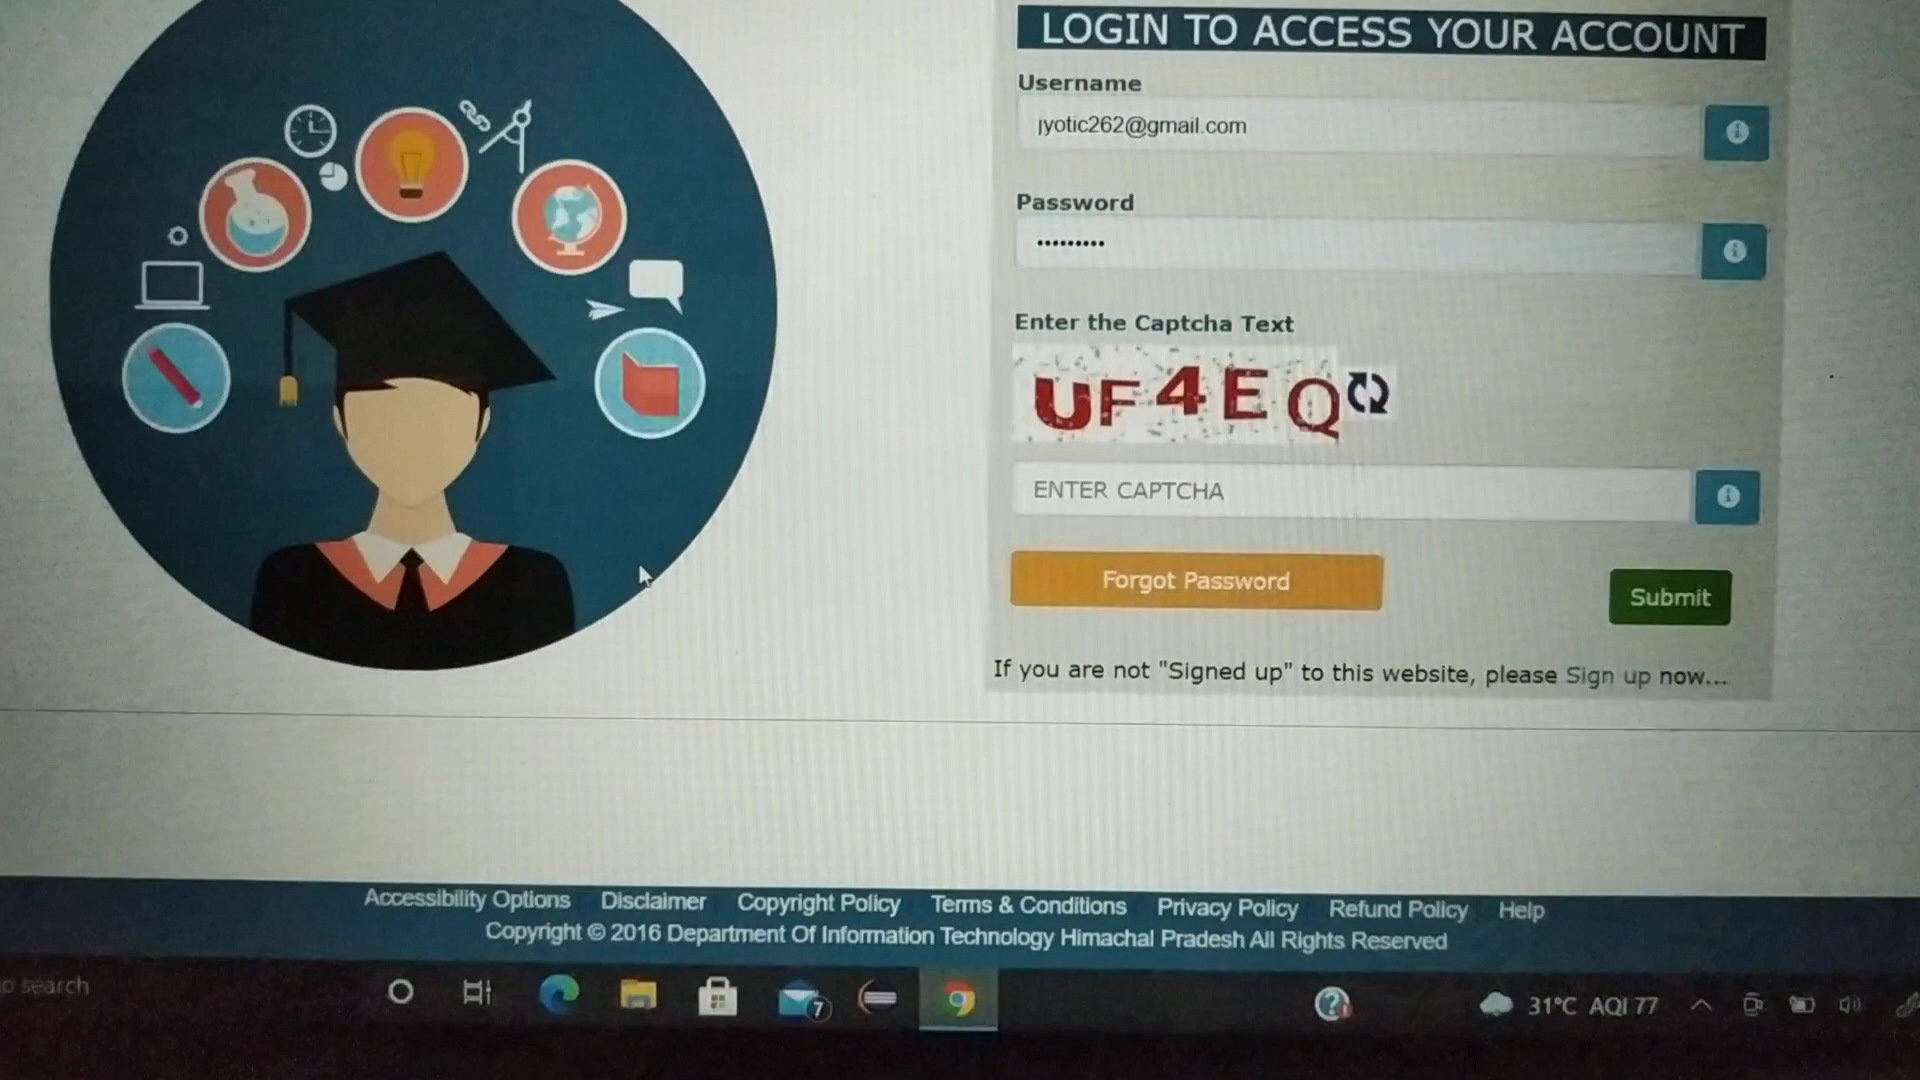 LOGIN TO ACCESS YOUR ACCOUNT
Username
jyotic262@gmail.com
Password
•••••••••
Enter the Captcha Text
UF4EQ
ENTER CAPTCHA
Forgot Password
Submit
If you are not "Signed up" to this website, please Sign up now...
Accessibility Options Disclaimer Copyright Policy Terms & Conditions Privacy Policy Refund Policy Help
Copyright © 2016 Department Of Information Technology Himachal Pradesh All Rights Reserved
search
7
31°C AQI 77